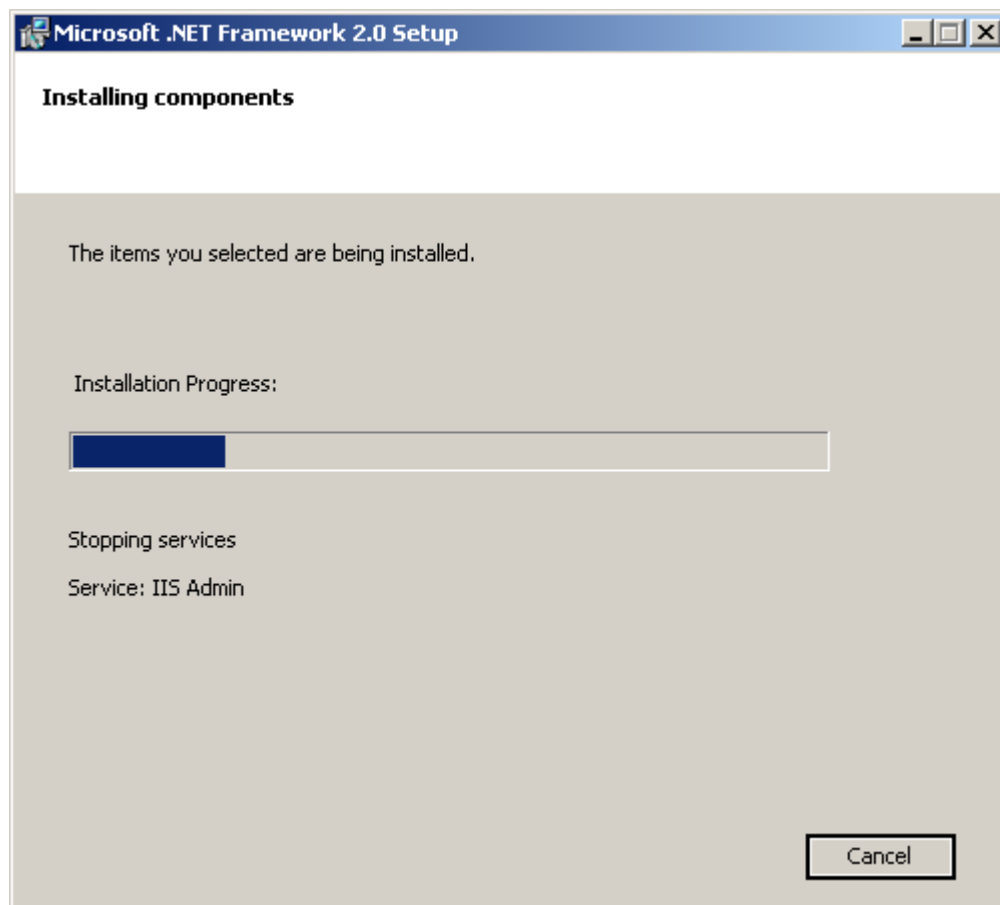 Microsoft .NET Framework 2.0 Setup
Installing components
The items you selected are being installed.
Installation Progress:
Stopping services
Service: IIS Admin
Cancel